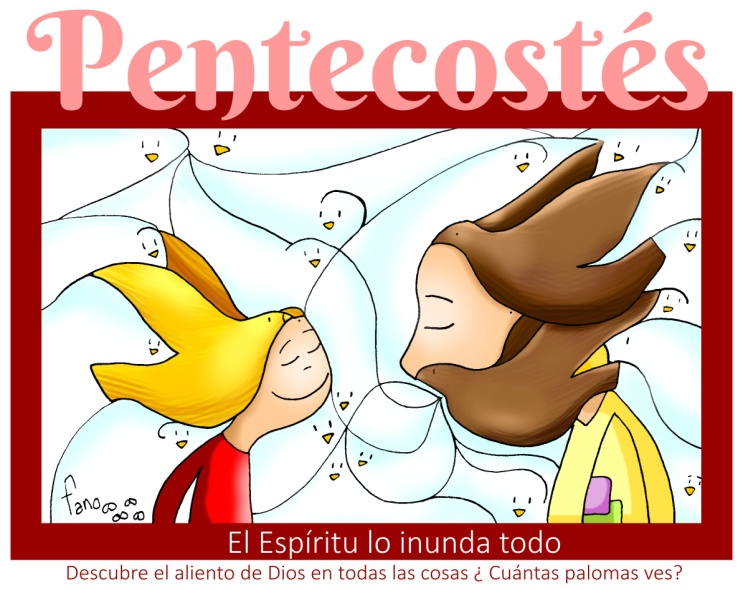 Pentecostés
fano
El Espíritu lo inunda todo
Descubre el aliento de Dios en todas las cosas ¿ Cuántas palomas ves?